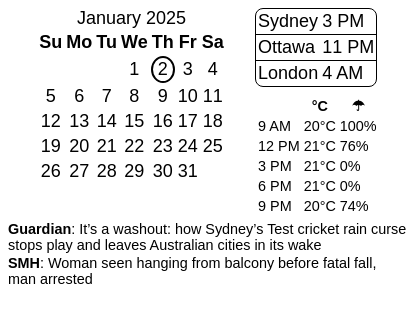 January 2025
Su Mo Tu We Th Fr Sa
1 2 3 4
5 6 7 8 9 10 11
12 13 14 15 16 17 18
19 20 21 22 23 24 25
26 27 28 29 30 31
Sydney 3 PM
Ottawa 11 PM
London 4 AM
°C ☂
9 AM 20°C 100%
12 PM 21°C 76%
3 PM 21°C 0%
6 PM 21°C 0%
9 PM 20°C 74%
Guardian: It’s a washout: how Sydney’s Test cricket rain curse
stops play and leaves Australian cities in its wake
SMH: Woman seen hanging from balcony before fatal fall,
man arrested